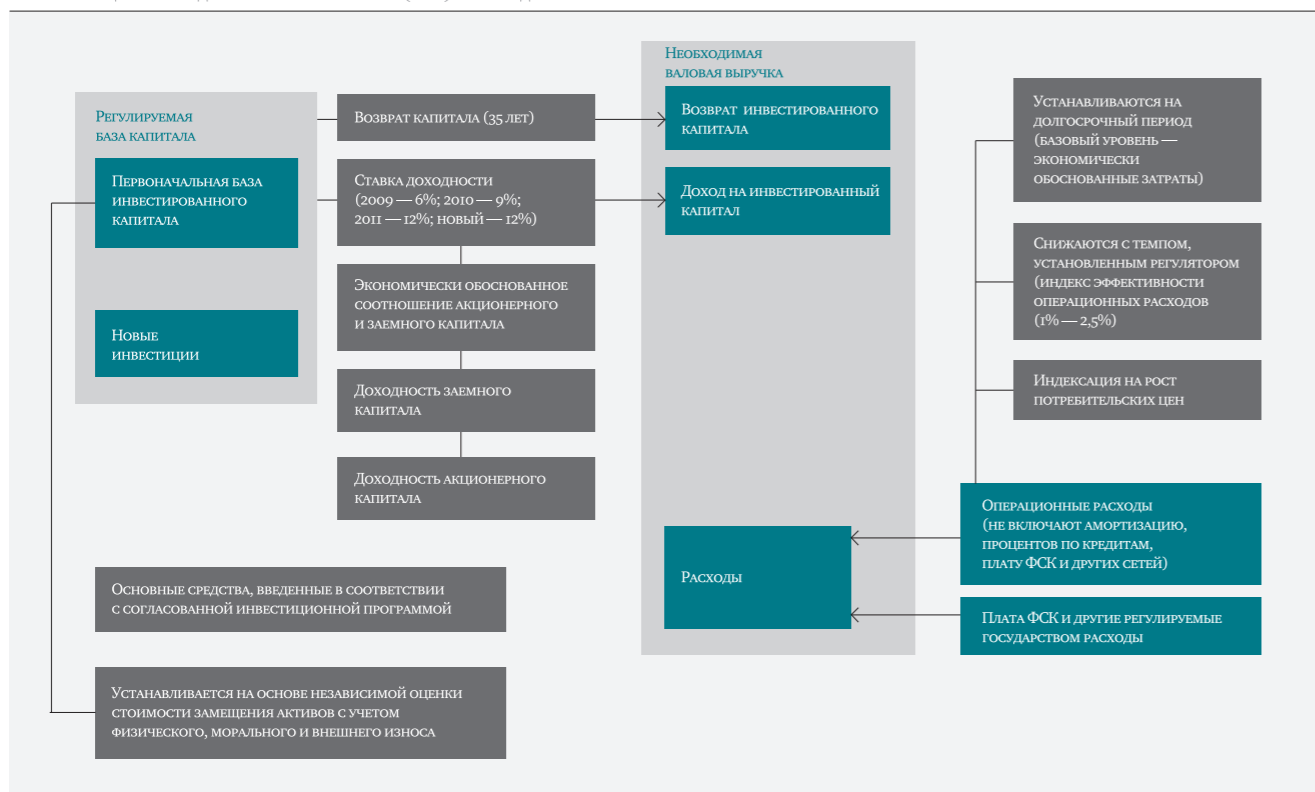 Регулируемая
база капитала
Первоначальная база
инвестированного
капитала
Новые
инвестиции
Возврат капитала (35 лет)
Ставка доходности
(2009 — 6%; 2010 — 9%;
2011 — 12%; новый — 12%)
Экономически обоснованное
соотношение акционерного
и заемного капитала
Доходность заемного
капитала
Доходность акционерного
капитала
Основные средства, введенные в соответствии
с согласованной инвестиционной программой
Устанавливается на основе независимой оценки
стоимости замещения активов с учетом
физического, морального и внешнего износа
Необходимая
валовая выручка
Возврат инвестированного
капитала
Доход на инвестированный
капитал
Расходы
Устанавливаются на
долгосрочный период
(базовый уровень —
экономически
обоснованные затраты)
Снижаются с темпом,
установленным регулятором
(индекс эффективности
операционных расходов
(1% — 2,5%)
Индексация на рост
потребительских цен
Операционные расходы
(не включают амортизацию,
процентов по кредитам,
плату ФСК и других сетей)
Плата ФСК и другие регулируемые
государством расходы